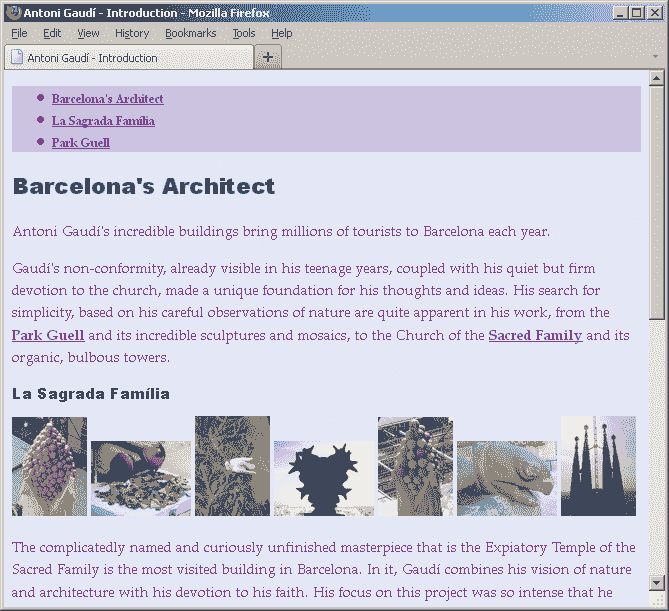 Antoni Gaudí - Introduction - Mozilla Firefox
File Edit View History Bookmarks Tools Help
Antoni Gaudí - Introduction
Barcelona's Architect
La Sagrada Família
Park Guell
Barcelona's Architect
Antoni Gaudí's incredible buildings bring millions of tourists to Barcelona each year.
Gaudí's non-conformity, already visible in his teenage years, coupled with his quiet but firm
devotion to the church, made a unique foundation for his thoughts and ideas. His search for
simplicity, based on his careful observations of nature are quite apparent in his work, from the
Park Guell and its incredible sculptures and mosaics, to the Church of the Sacred Family and its
organic, bulbous towers.
La Sagrada Família
The complicatedly named and curiously unfinished masterpiece that is the Expiatory Temple of the
Sacred Family is the most visited building in Barcelona. In it, Gaudí combines his vision of nature
and architecture with his devotion to his faith. His focus on this project was so intense that he